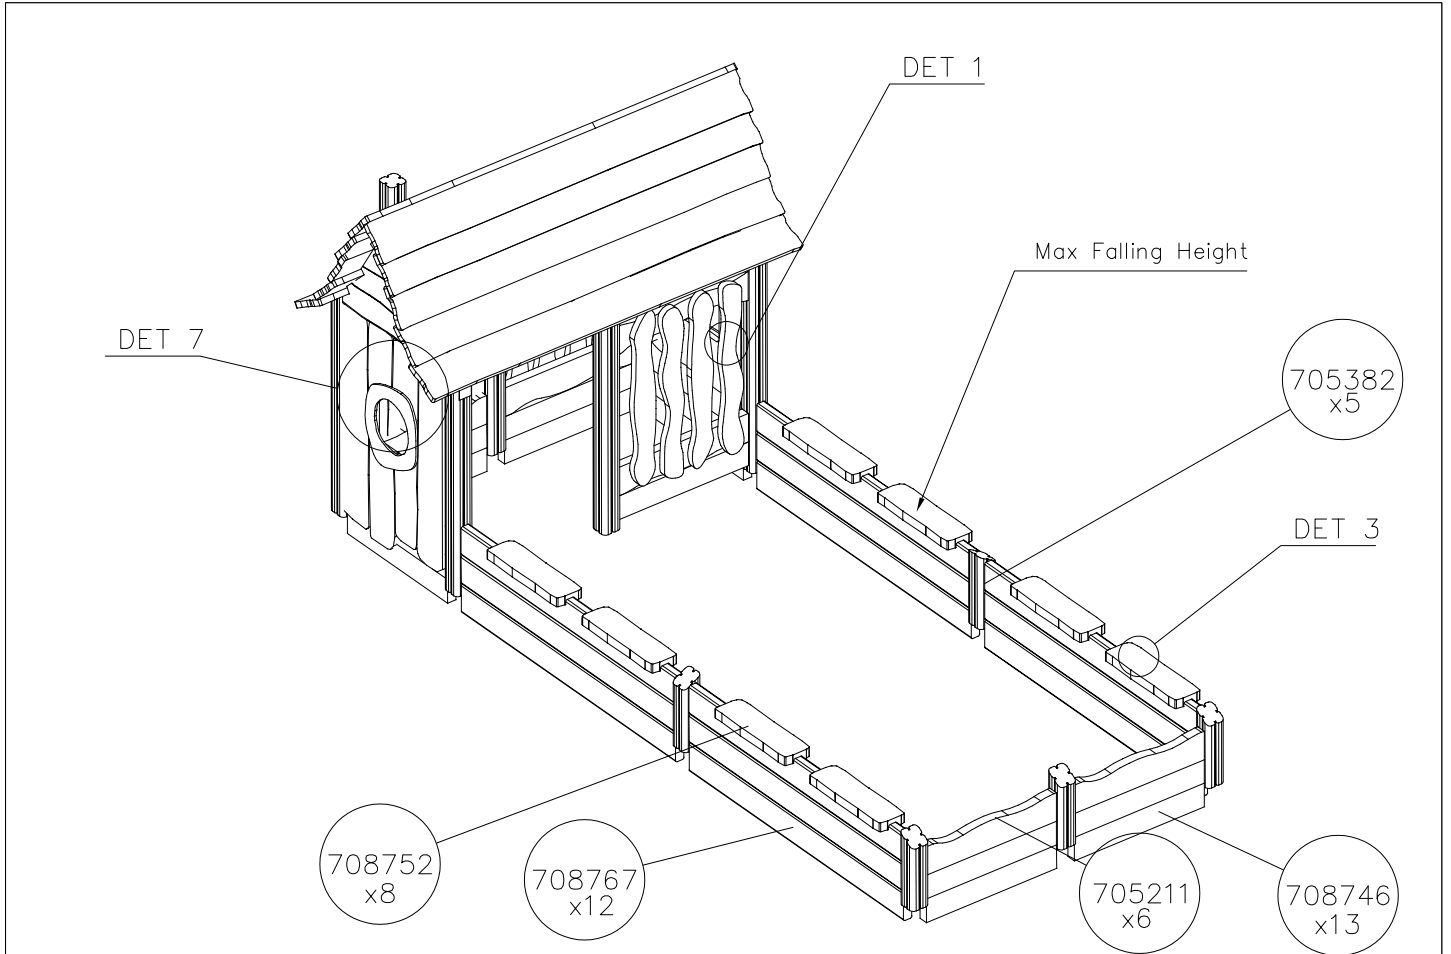 DET 1
Max Falling Height
DET 7
705382
x5
DET 3
708752
x8
708767
x12
705211
x6
708746
x13